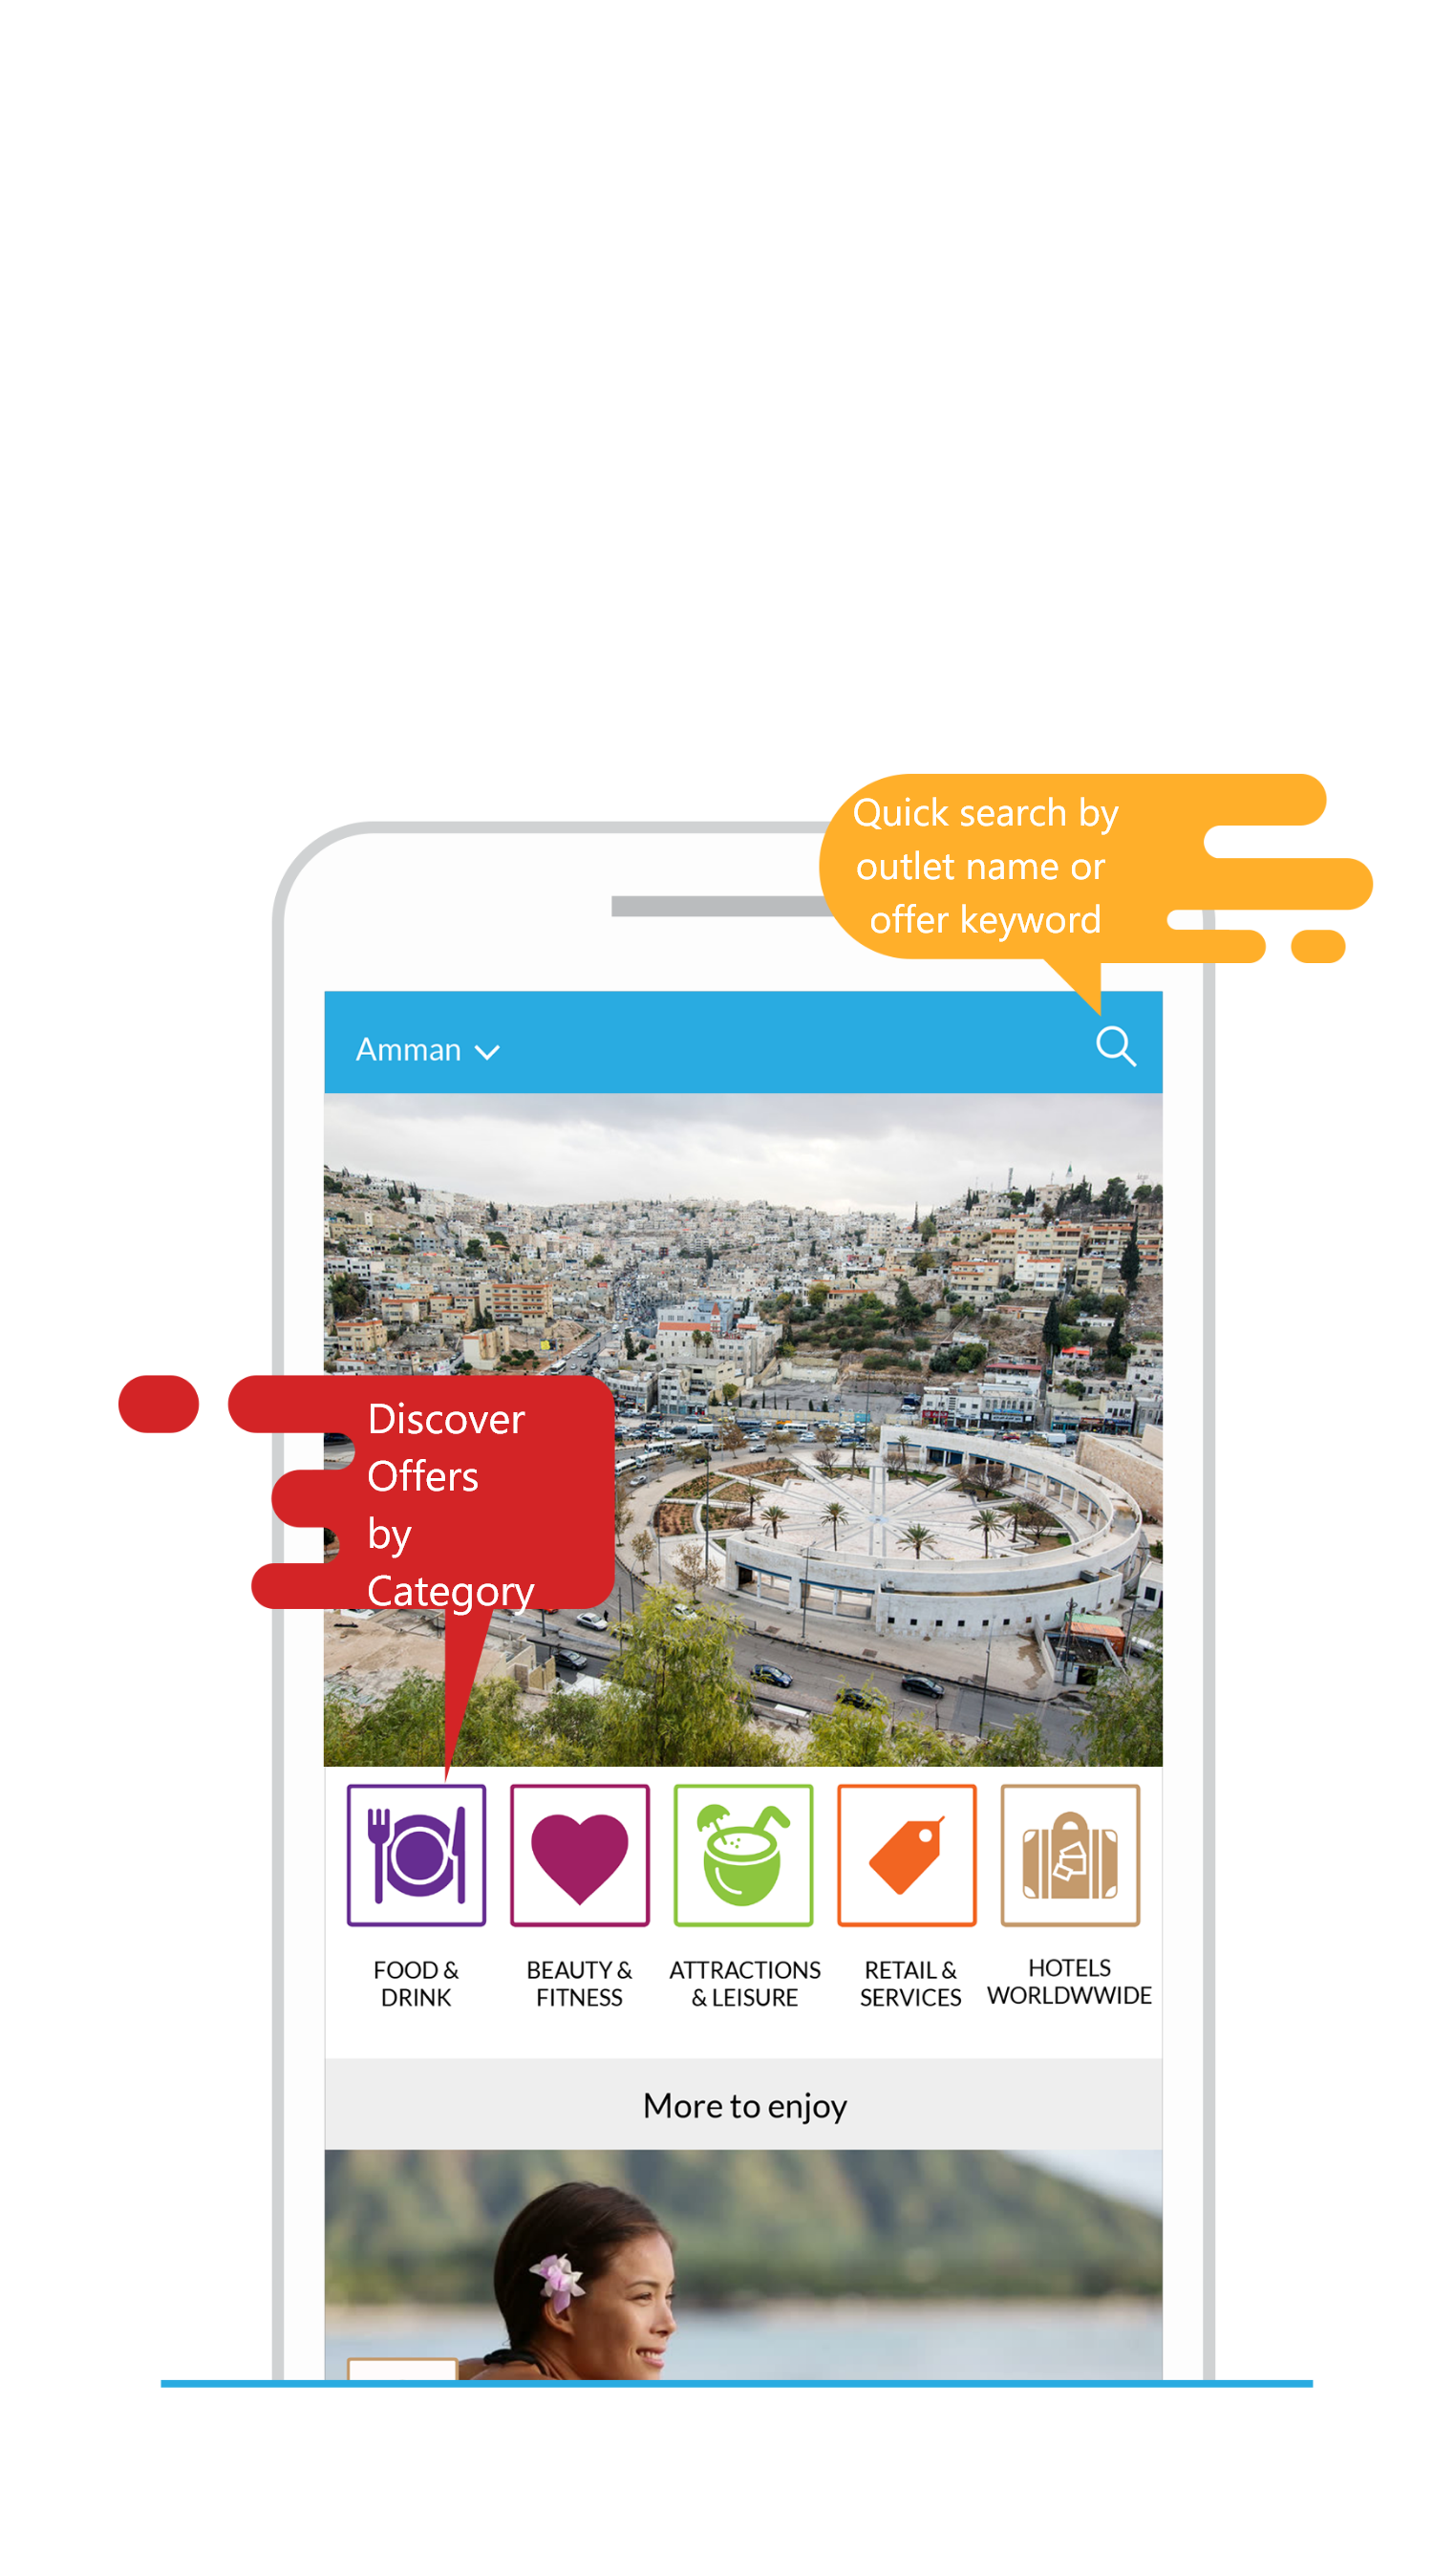 Quick search by
outlet name or
offer keyword
Amman
Discover
Offers
by
Category
FOOD &
DRINK
BEAUTY &
FITNESS
ATTRACTIONS
& LEISURE
RETAIL &
SERVICES
HOTELS
WORLDWWIDE
More to enjoy